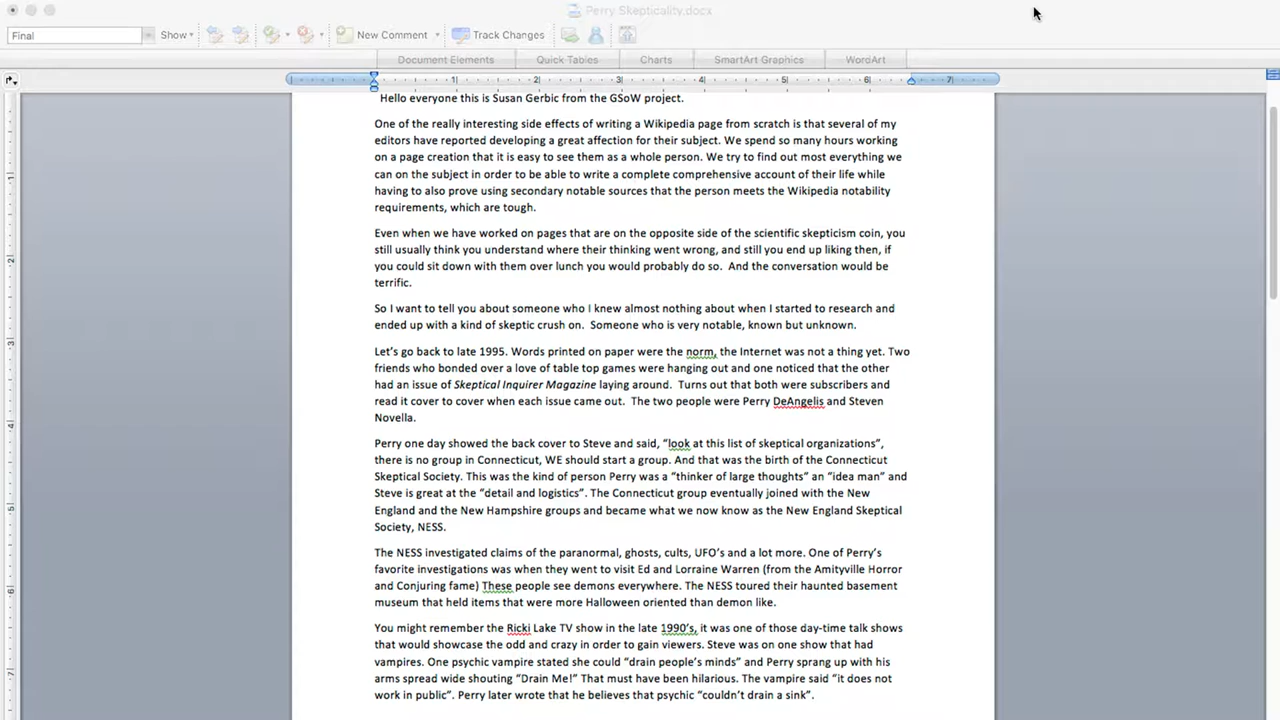 Perry Skepticality.docx
Final
Show
New Comment
Track Changes
Document Elements
Quick Tables
Charts
SmartArt Graphics
WordArt
1 2 3 4 5 6 7
Hello everyone this is Susan Gerbic from the GSoW project.
One of the really interesting side effects of writing a Wikipedia page from scratch is that several of my
editors have reported developing a great affection for their subject. We spend so many hours working
on a page creation that it is easy to see them as a whole person. We try to find out most everything we
can on the subject in order to be able to write a complete comprehensive account of their life while
having to also prove using secondary notable sources that the person meets the Wikipedia notability
requirements, which are tough.
Even when we have worked on pages that are on the opposite side of the scientific skepticism coin, you
still usually think you understand where their thinking went wrong, and still you end up liking then, if
you could sit down with them over lunch you would probably do so.  And the conversation would be
terrific.
So I want to tell you about someone who I knew almost nothing about when I started to research and
ended up with a kind of skeptic crush on.  Someone who is very notable, known but unknown.
Let's go back to late 1995. Words printed on paper were the norm, the Internet was not a thing yet. Two
friends who bonded over a love of table top games were hanging out and one noticed that the other
had an issue of Skeptical Inquirer Magazine laying around.  Turns out that both were subscribers and
read it cover to cover when each issue came out.  The two people were Perry DeAngelis and Steven
Novella.
Perry one day showed the back cover to Steve and said, “look at this list of skeptical organizations”,
there is no group in Connecticut, WE should start a group. And that was the birth of the Connecticut
Skeptical Society. This was the kind of person Perry was a “thinker of large thoughts” an “idea man” and
Steve is great at the “detail and logistics”. The Connecticut group eventually joined with the New
England and the New Hampshire groups and became what we now know as the New England Skeptical
Society, NESS.
The NESS investigated claims of the paranormal, ghosts, cults, UFO's and a lot more. One of Perry's
favorite investigations was when they went to visit Ed and Lorraine Warren (from the Amityville Horror
and Conjuring fame) These people see demons everywhere. The NESS toured their haunted basement
museum that held items that were more Halloween oriented than demon like.
You might remember the Ricki Lake TV show in the late 1990's, it was one of those day-time talk shows
that would showcase the odd and crazy in order to gain viewers. Steve was on one show that had
vampires. One psychic vampire stated she could “drain people's minds” and Perry sprang up with his
arms spread wide shouting “Drain Me!” That must have been hilarious. The vampire said “it does not
work in public”. Perry later wrote that he believes that psychic “couldn't drain a sink”.
1
2
3
4
5
6
7